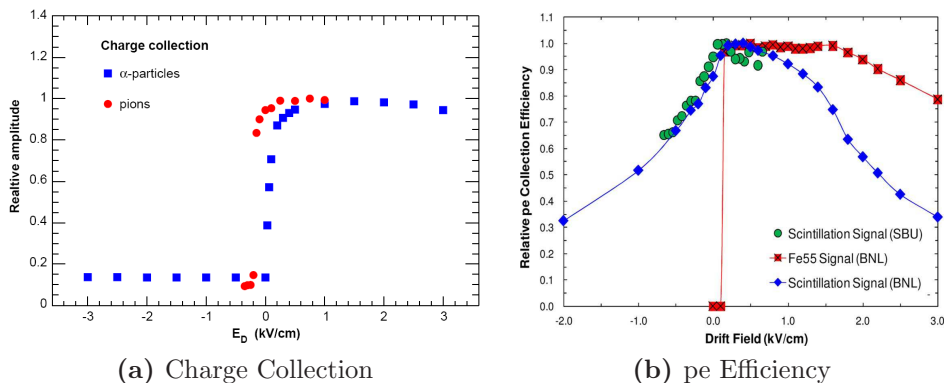 Charge collection
α-particles
pions
Realtive amplitude
1.4
1.2
1
0.8
0.6
0.4
0.2
0
-3 -2 -1 0 1 2 3
E_D (kV/cm)
(a) Charge Collection
Relative pe Collection Efficiency
1.1
1.0
0.9
0.8
0.7
0.6
0.5
0.4
0.3
0.2
0.1
0.0
Scintillation Signal (SBU)
Fe55 Signal (BNL)
Scintillation Signal (BNL)
-2.0 -1.0 0.0 1.0 2.0 3.0
Drift Field (kV/cm)
(b) pe Efficiency